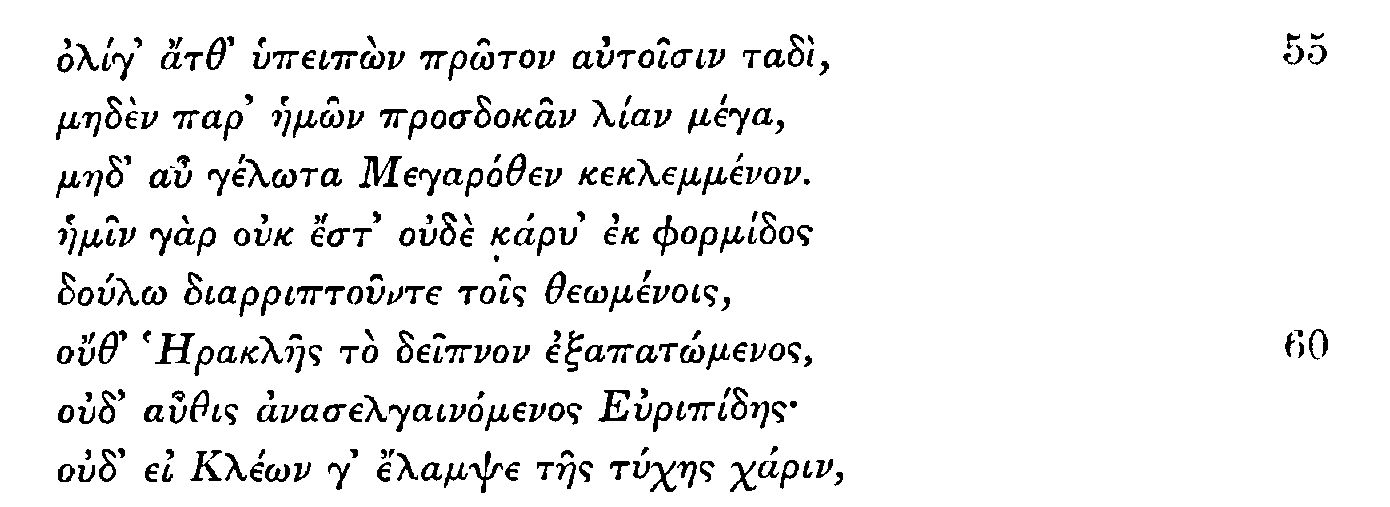 ὀλίγ’ ἄτθ’ ὑπειπὼν πρῶτον αὐτοῖσιν ταδὶ, 55
μηδὲν παρ’ ἡμῶν προσδοκᾶν λίαν μέγα,
μηδ’ αὖ γέλωτα Μεγαρόθεν κεκλεμμένον.
ἡμῖν γὰρ οὐκ ἔστ’ οὐδὲ κάρυ’ ἐκ φορμίδος
δούλω διαρριπτοῦντε τοῖς θεωμένοις,
οὔθ’ Ἡρακλῆς τὸ δεῖπνον ἐξαπατώμενος, 60
οὐδ’ αὖθις ἀνασελγαινόμενος Εὐριπίδης·
οὐδ’ εἰ Κλέων γ’ ἔλαμψε τῆς τύχης χάριν,